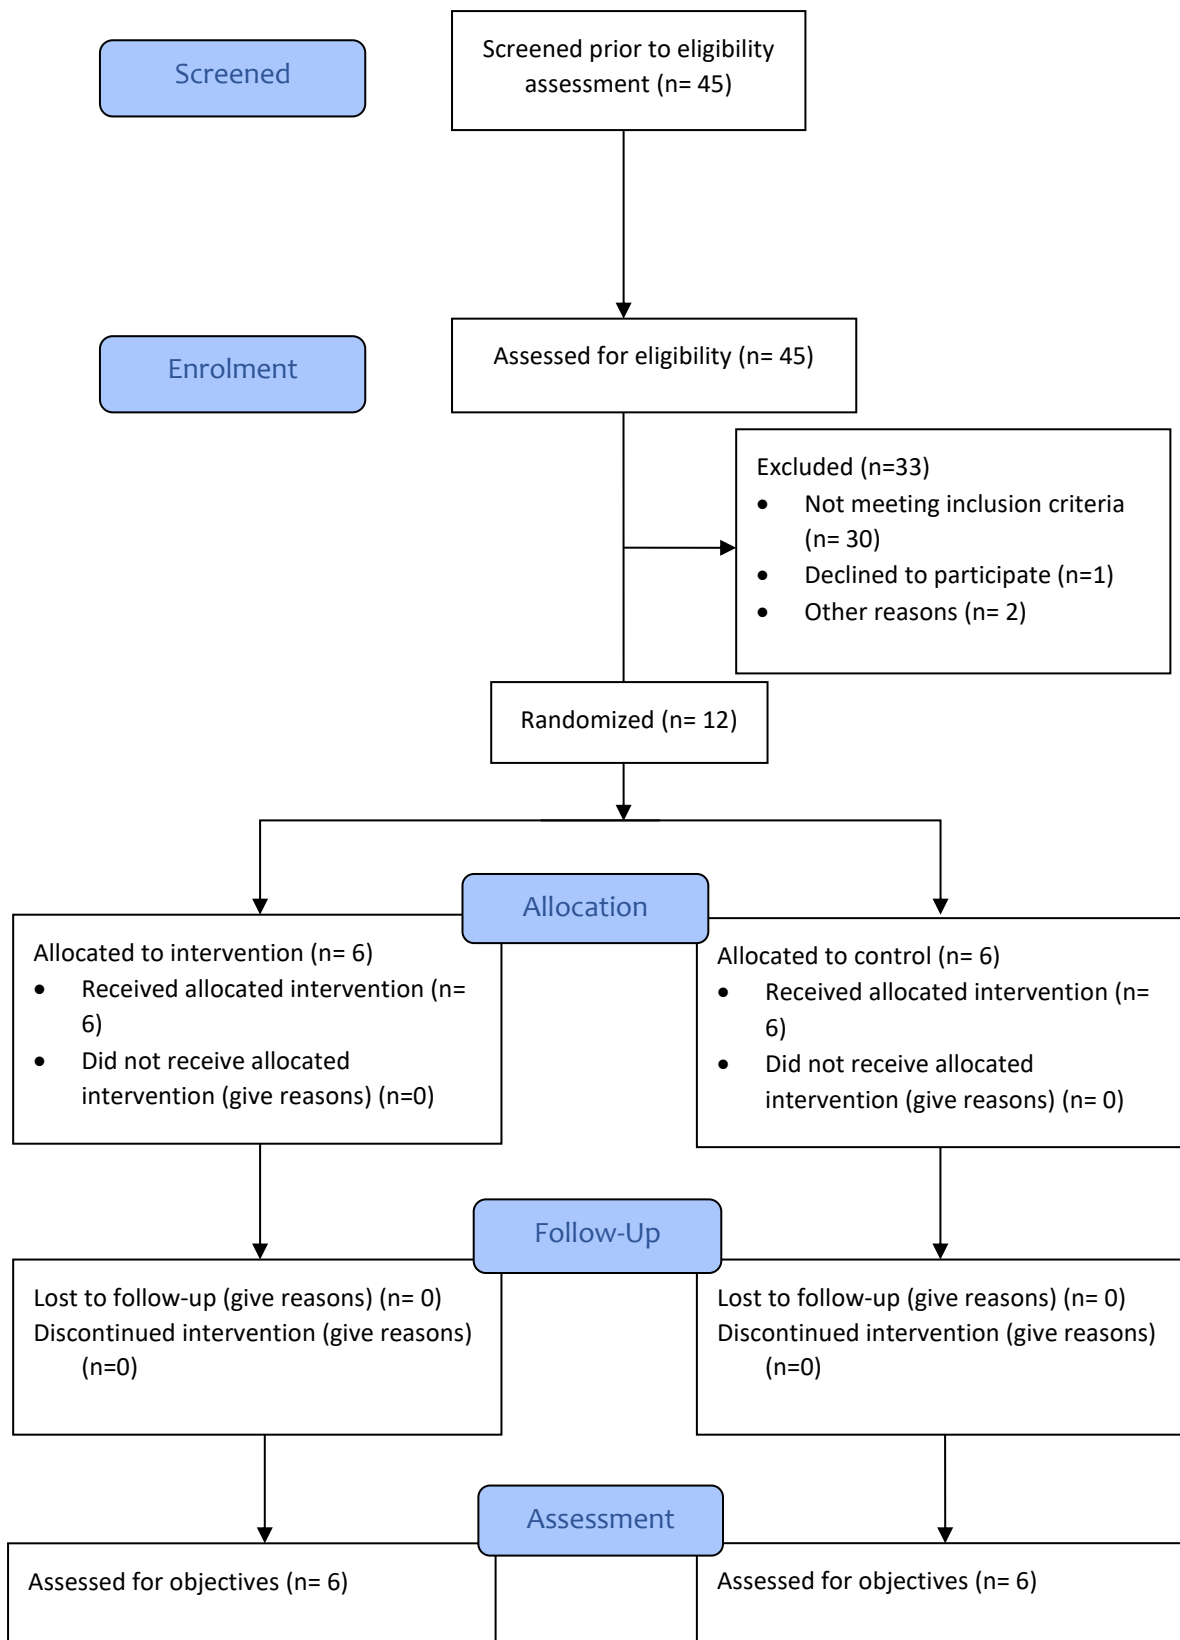 Screened
Screened prior to eligibility
assessment (n= 45)
Enrolment
Assessed for eligibility (n= 45)
Excluded (n=33)
• Not meeting inclusion criteria
(n= 30)
• Declined to participate (n=1)
• Other reasons (n= 2)
Randomized (n= 12)
Allocation
Allocated to intervention (n= 6)
• Received allocated intervention (n=
6)
• Did not receive allocated
intervention (give reasons) (n=0)
Allocated to control (n= 6)
• Received allocated intervention (n=
6)
• Did not receive allocated
intervention (give reasons) (n= 0)
Follow-Up
Lost to follow-up (give reasons) (n= 0)
Discontinued intervention (give reasons)
(n=0)
Lost to follow-up (give reasons) (n= 0)
Discontinued intervention (give reasons)
(n=0)
Assessment
Assessed for objectives (n= 6)
Assessed for objectives (n= 6)